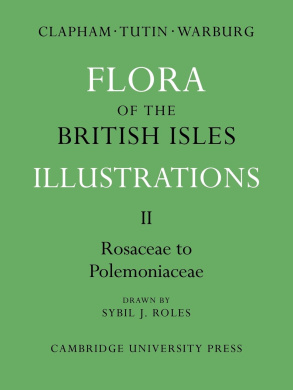 CLAPHAM · TUTIN · WARBURG
FLORA
OF THE
BRITISH ISLES
ILLUSTRATIONS
II
Rosaceae to
Polemoniaceae
DRAWN BY
SYBIL J. ROLES
CAMBRIDGE UNIVERSITY PRESS